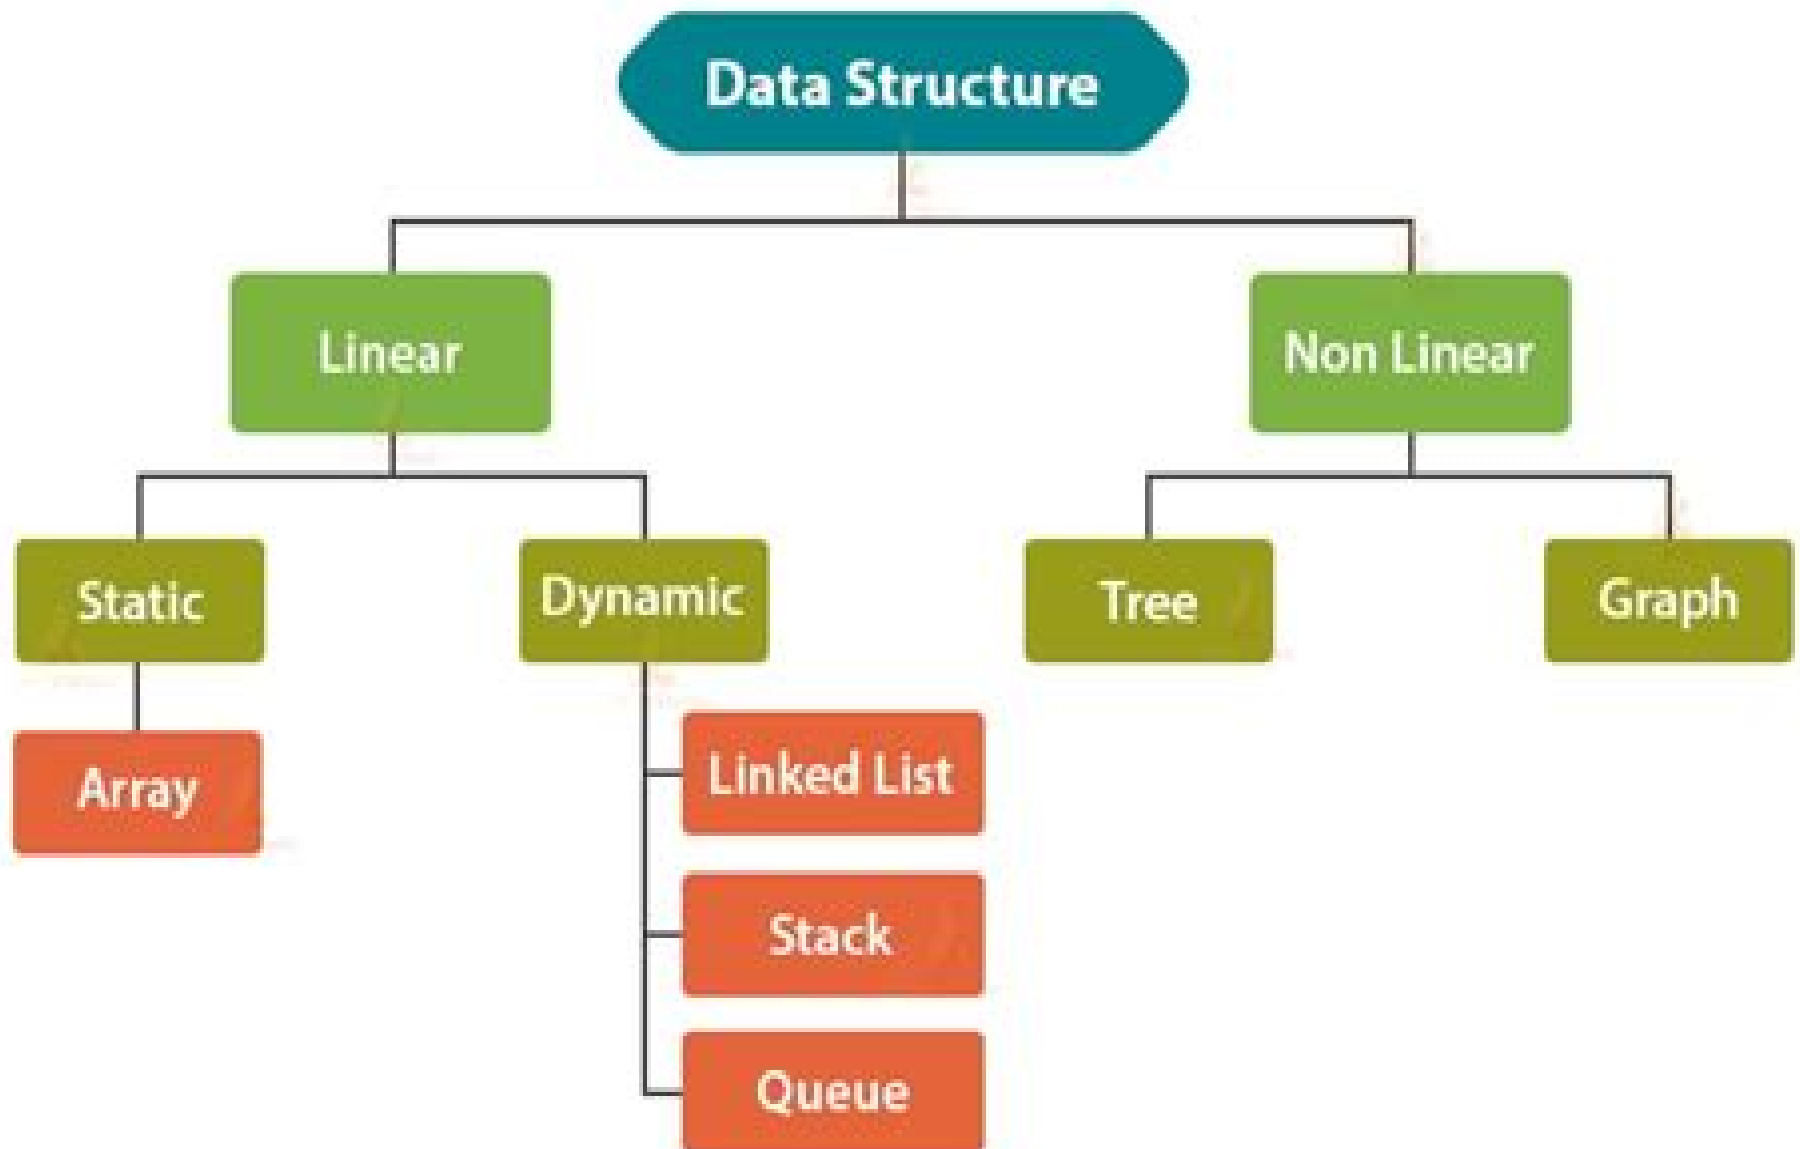 Data Structure
Linear
Non Linear
Static
Dynamic
Tree
Graph
Array
Linked List
Stack
Queue